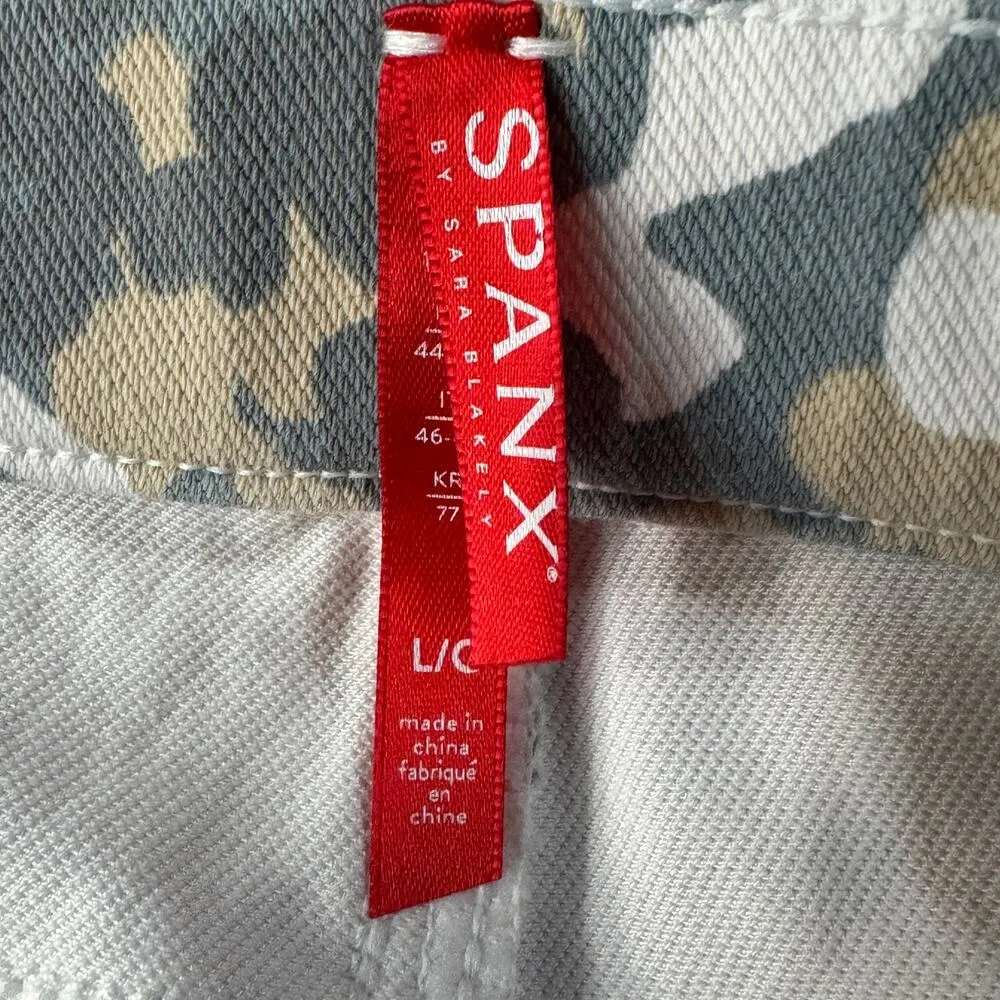 SPANX®
BY SARA BLAKELY
44
46-
KR
77
L/G
made in
china
fabriqué
en
chine